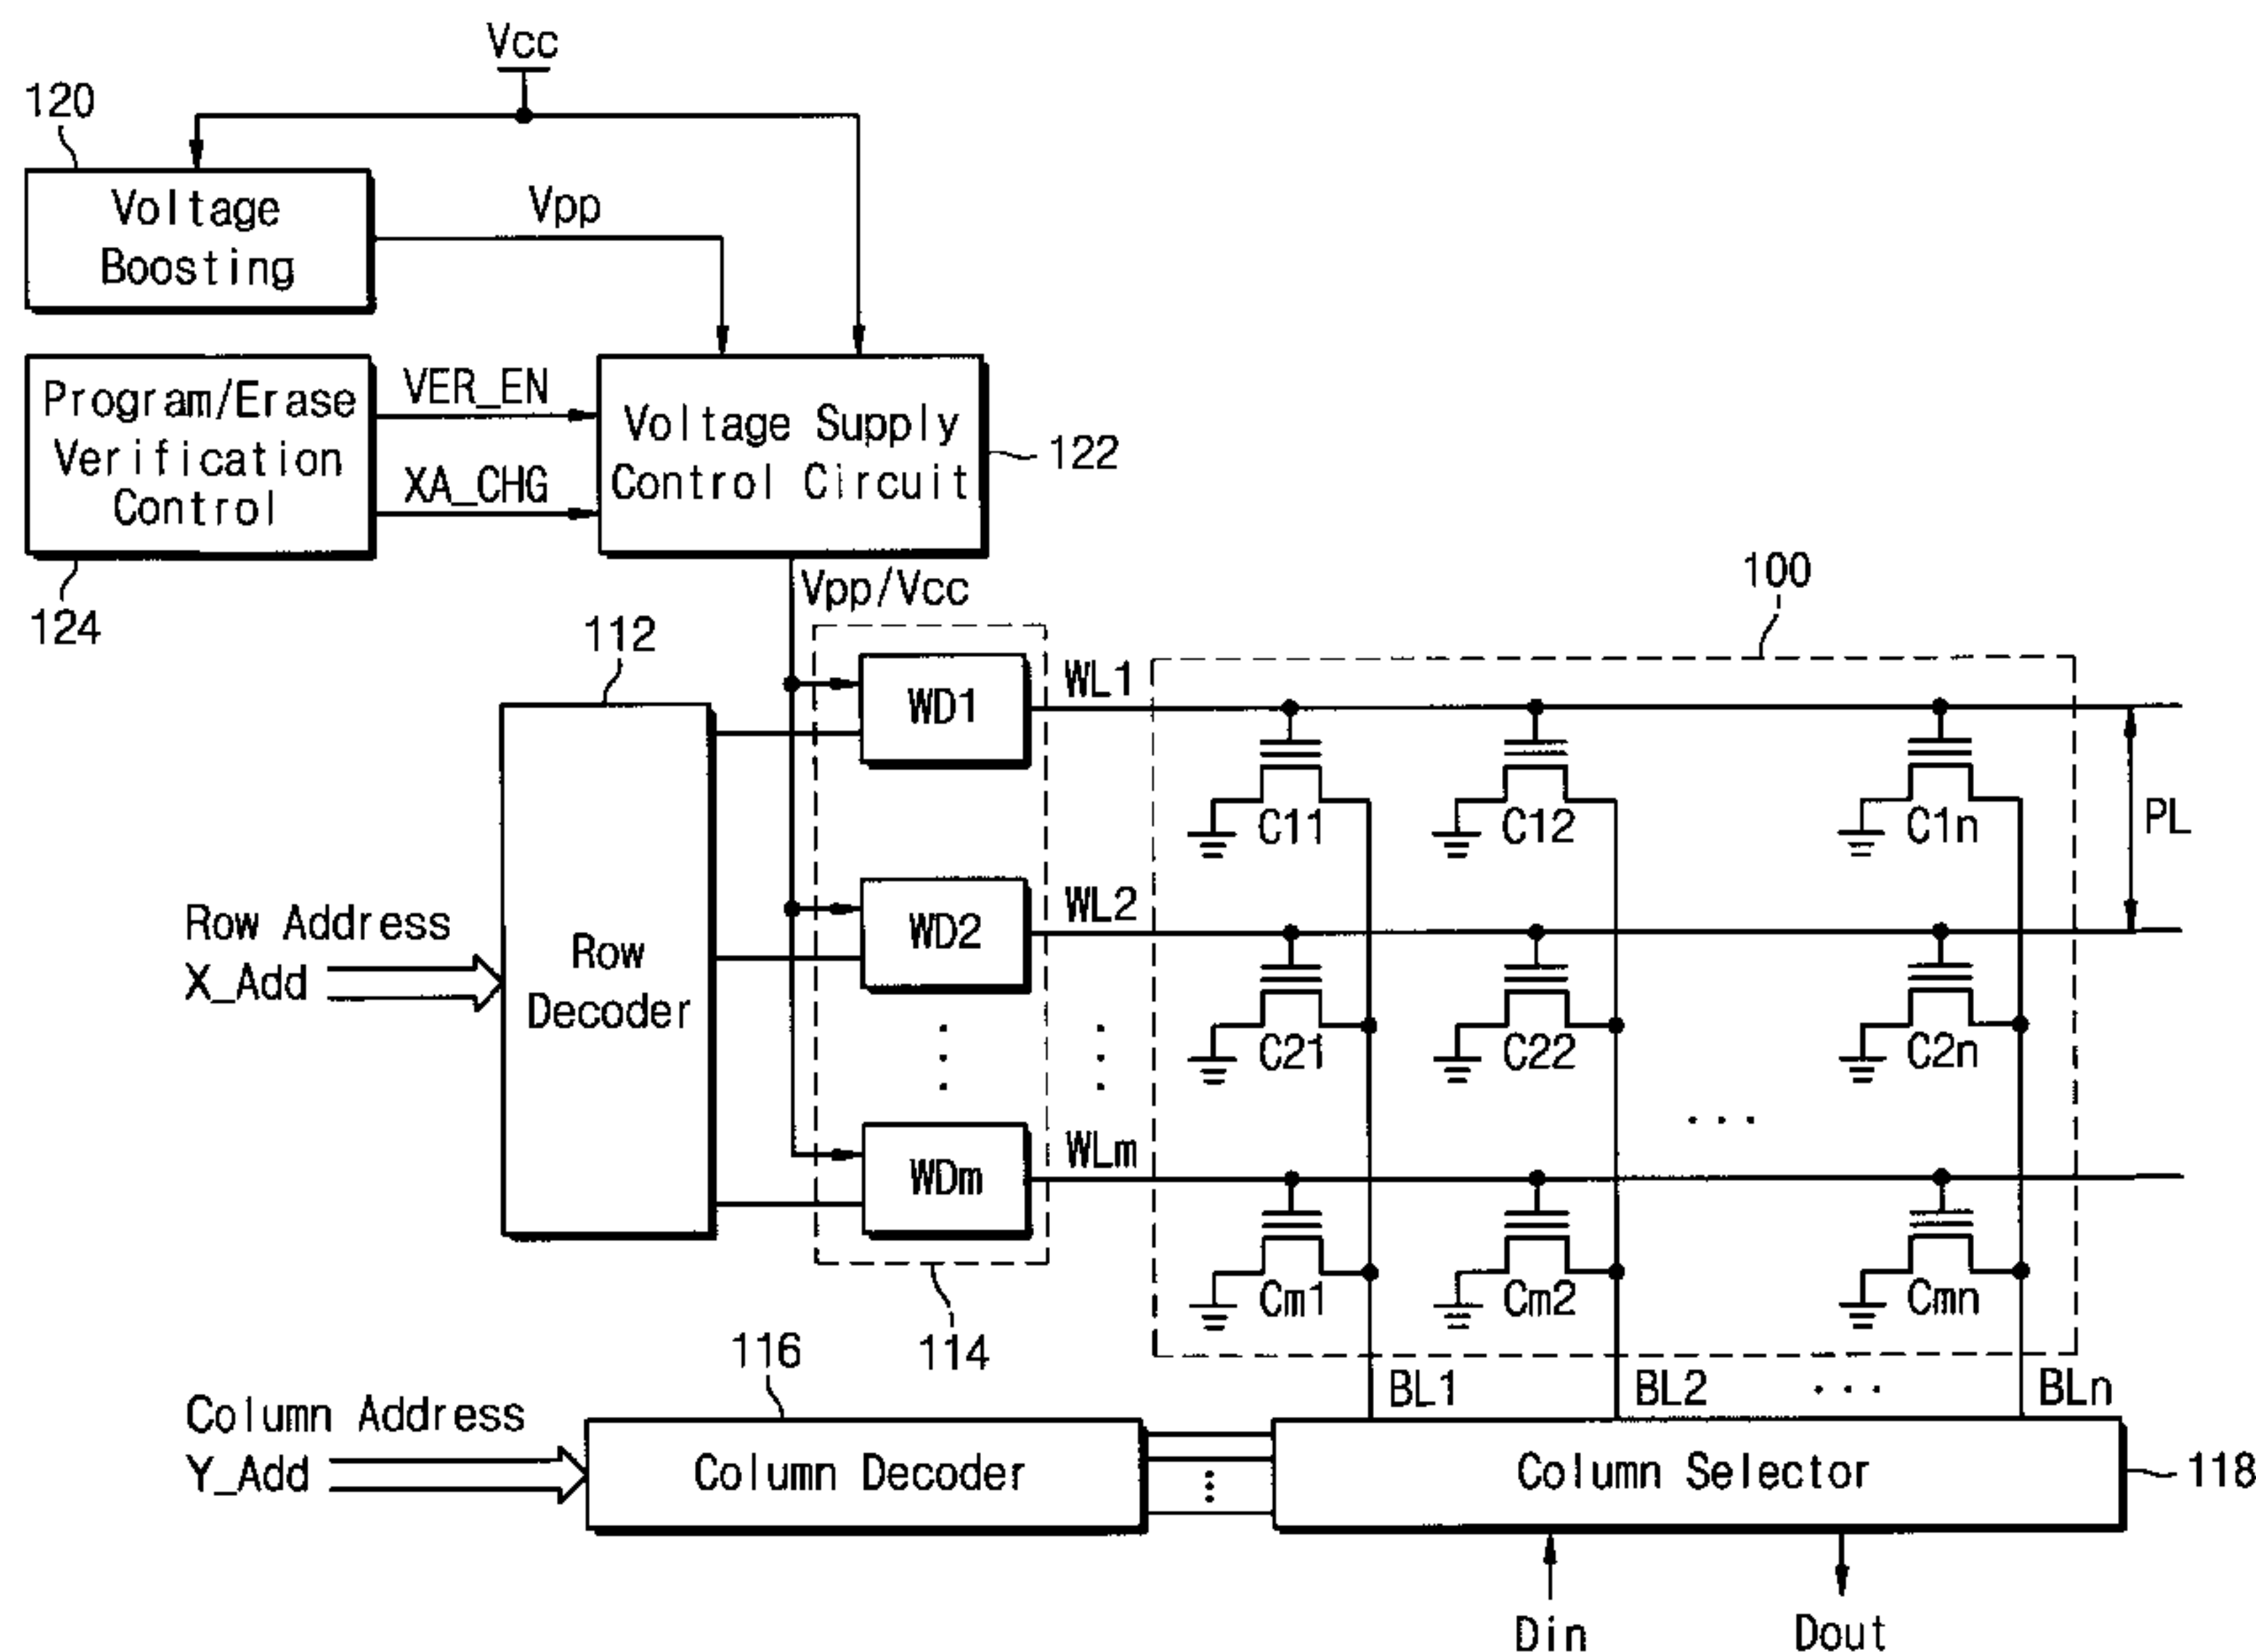 Vcc
120
Voltage
Boosting
Vpp
Program/Erase
Verification
Control
VER_EN
XA_CHG
Voltage Supply
Control Circuit
122
124
Vpp/Vcc
112
100
WD1
WL1
C11
C12
C1n
PL
Row Address
X_Add
Row
Decoder
WD2
WL2
C21
C22
C2n
WDm
WLm
Cm1
Cm2
Cmn
114
116
BL1
BL2
BLn
Column Address
Y_Add
Column Decoder
Column Selector
118
Din
Dout